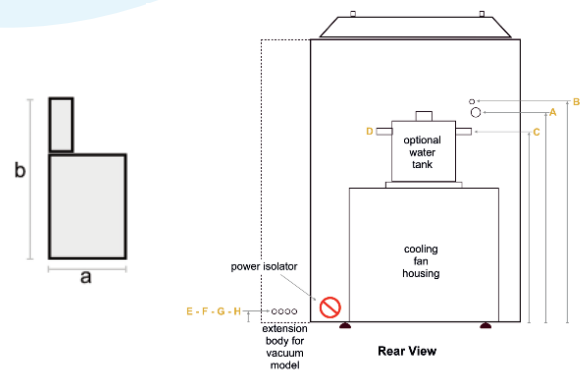 b
a
B
A
D
C
optional
water
tank
cooling
fan
housing
power isolator
E - F - G - H
extension
body for
vacuum
model
Rear View